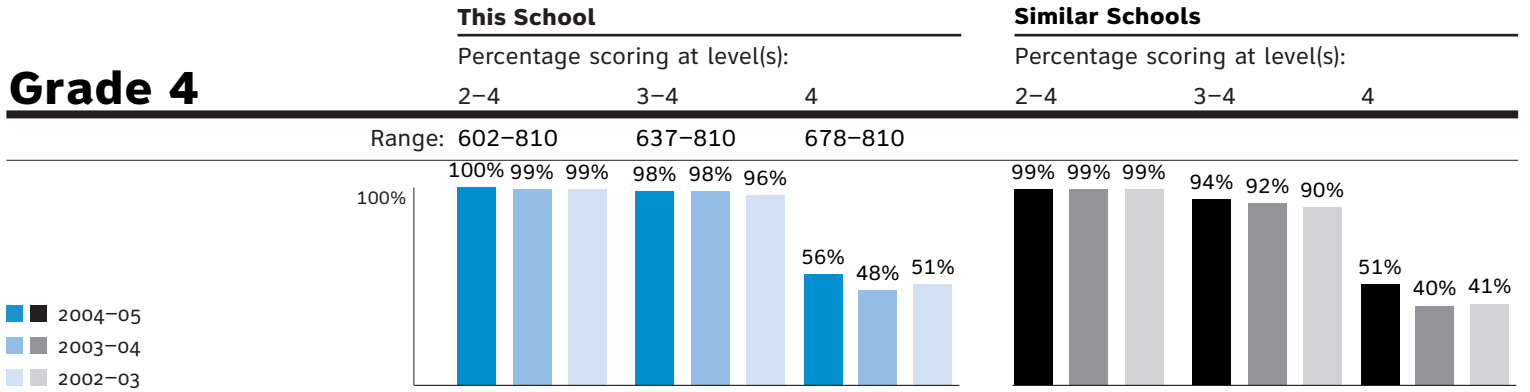 This School
Similar Schools
Percentage scoring at level(s):
Percentage scoring at level(s):
Grade 4
2–4 3–4 4
2–4 3–4 4
Range: 602–810 637–810 678–810
100% 99% 99% 98% 98% 96% 56% 48% 51%
99% 99% 99% 94% 92% 90% 51% 40% 41%
100%
2004–05
2003–04
2002–03